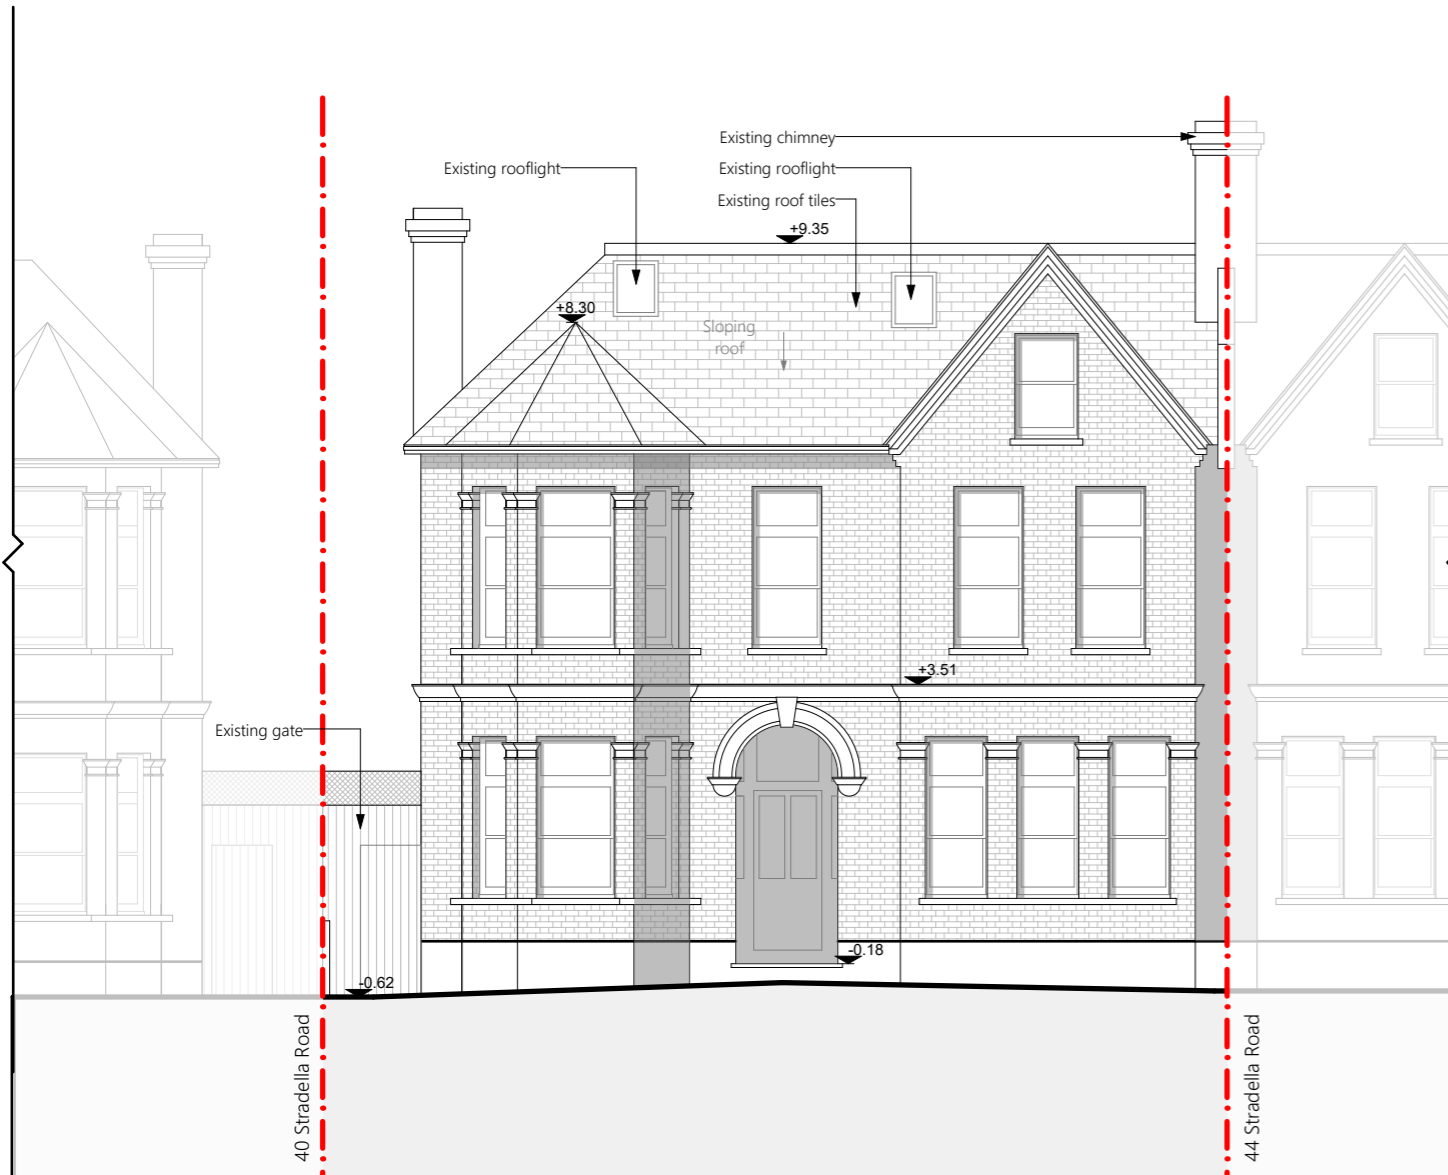 Existing chimney
Existing rooflight
Existing rooflight
Existing roof tiles
+9.35
+8.30
Sloping
roof
+3.51
Existing gate
-0.18
-0.62
40 Stradella Road
44 Stradella Road